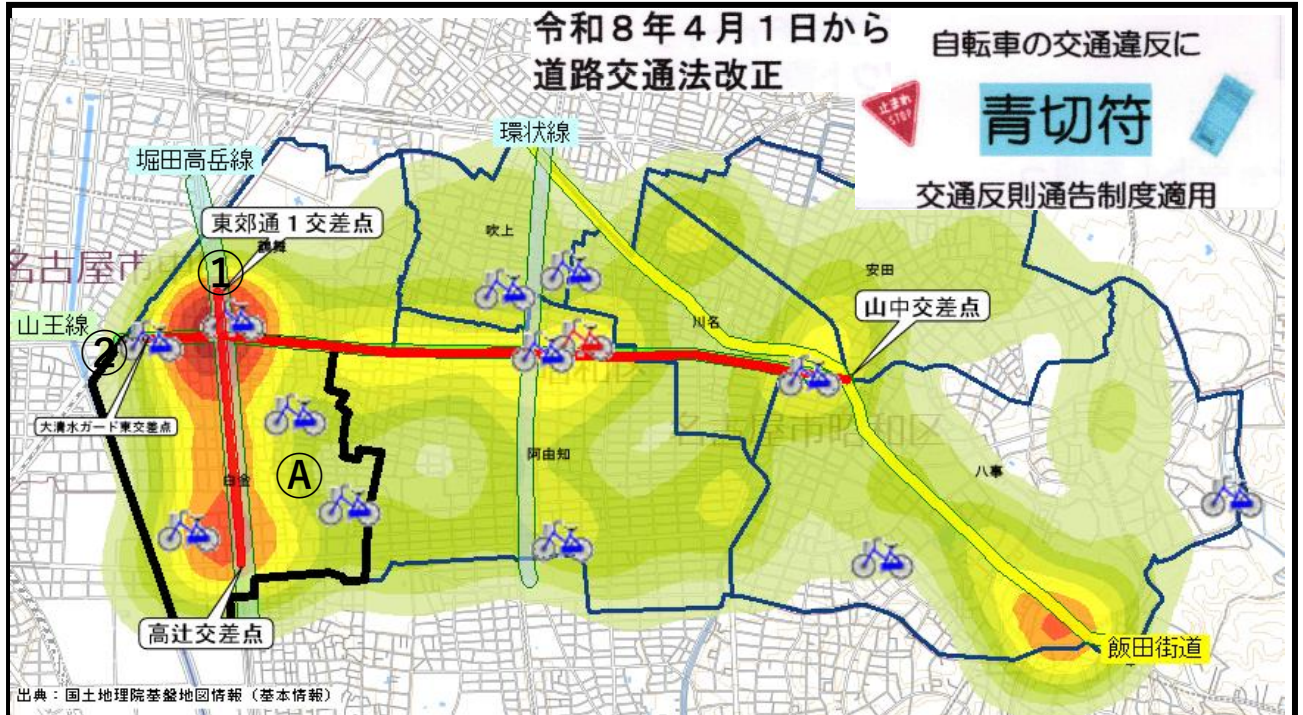 令和８年４月１日から
道路交通法改正
自転車の交通違反に
止まれ
STOP
青切符
交通反則通告制度適用
環状線
堀田高岳線
東郊通１交差点
鶴舞
吹上
安田
名古屋市
①
山王線
②
川名
山中交差点
昭和区
大清水ガード東交差点
名古屋市昭和区
阿由知
八事
Ⓐ
白金
高辻交差点
飯田街道
出典：国土地理院基盤地図情報（基本情報）